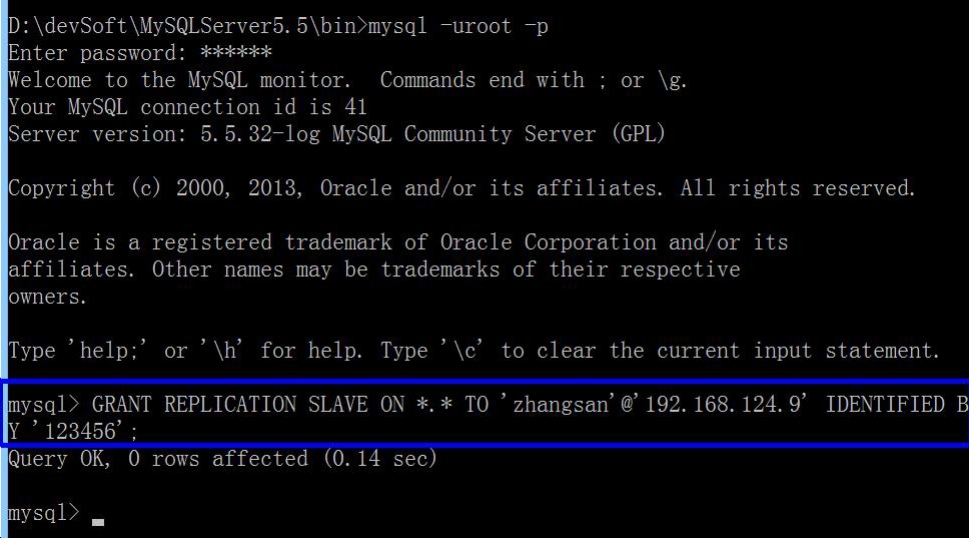 D:\devSoft\MySQLServer5.5\bin>mysql -uroot -p
Enter password: ******
Welcome to the MySQL monitor.  Commands end with ; or \g.
Your MySQL connection id is 41
Server version: 5.5.32-log MySQL Community Server (GPL)
Copyright (c) 2000, 2013, Oracle and/or its affiliates. All rights reserved.
Oracle is a registered trademark of Oracle Corporation and/or its
affiliates. Other names may be trademarks of their respective
owners.
Type 'help;' or '\h' for help. Type '\c' to clear the current input statement.
mysql> GRANT REPLICATION SLAVE ON *.* TO 'zhangsan'@'192.168.124.9' IDENTIFIED B
Y '123456';
Query OK, 0 rows affected (0.14 sec)
mysql>